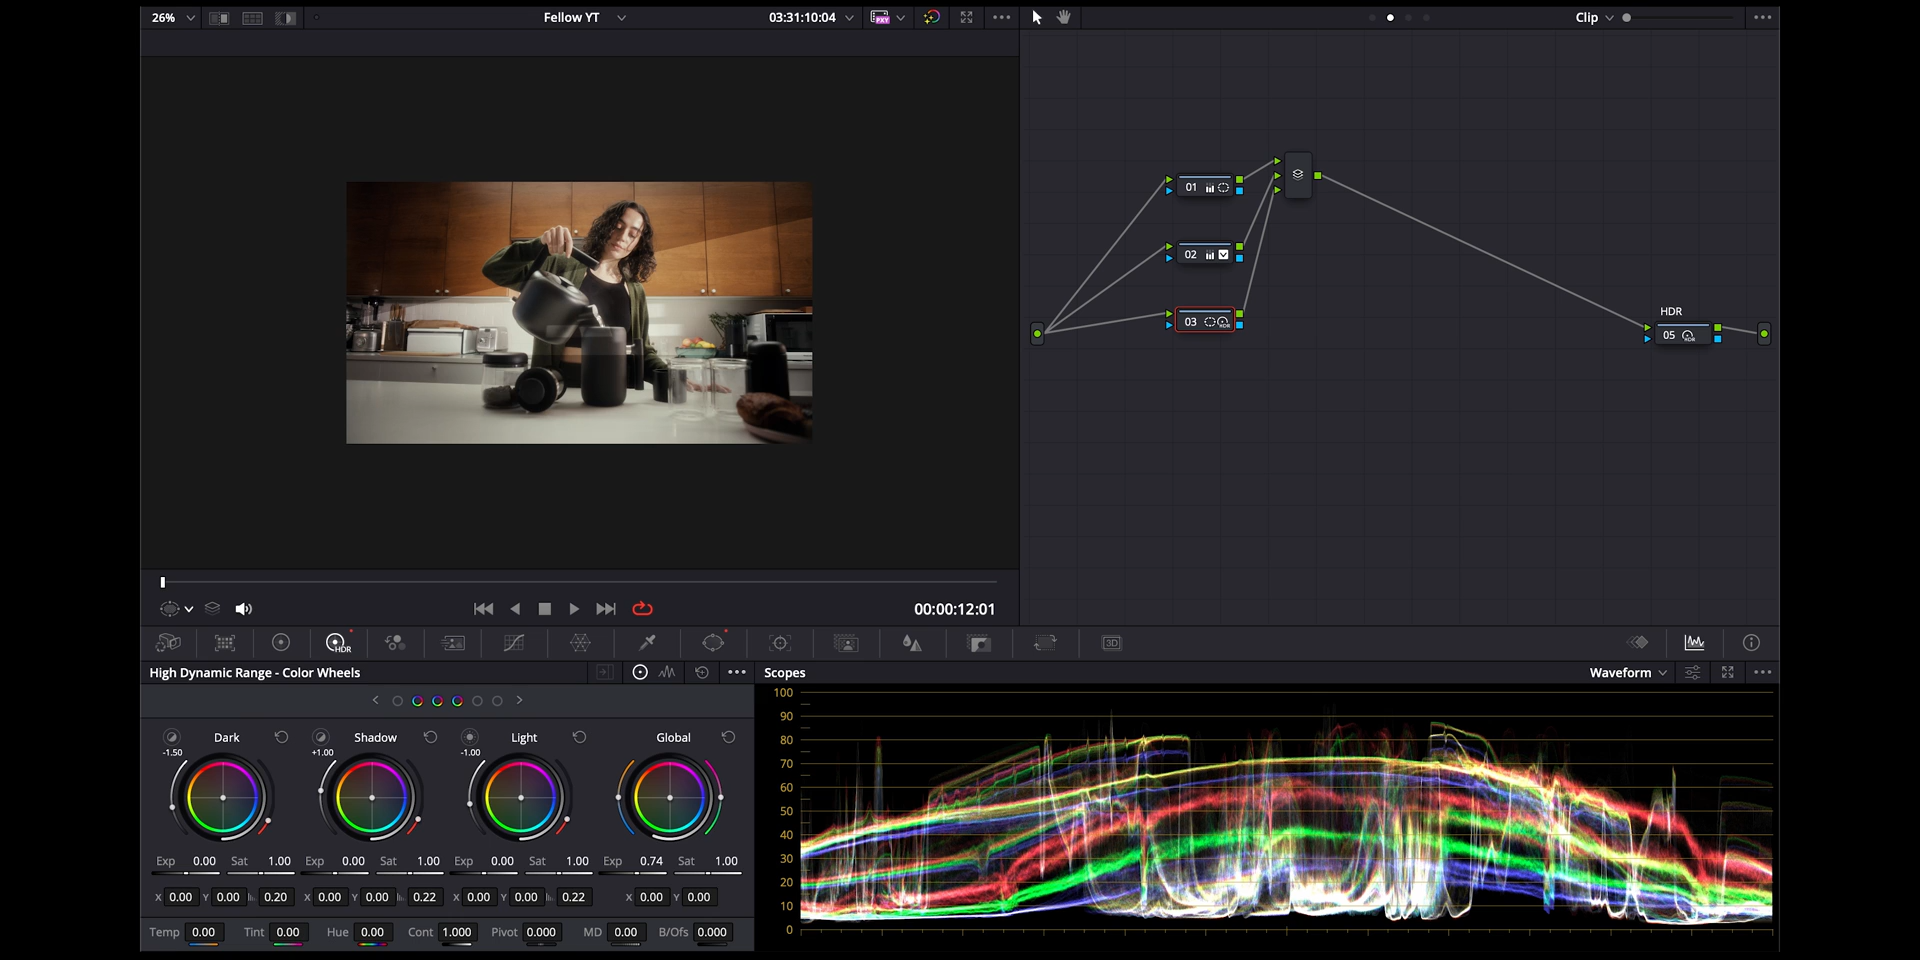 26% Fellow YT 03:31:10:04 PXY Clip
01
02
03 HDR
HDR
05 HDR
00:00:12:01
HDR 3D
High Dynamic Range - Color Wheels
Scopes Waveform
Dark Shadow Light Global
-1.50 +1.00 -1.00
Exp 0.00 Sat 1.00 Exp 0.00 Sat 1.00 Exp 0.00 Sat 1.00 Exp 0.74 Sat 1.00
X 0.00 Y 0.00 0.20 X 0.00 Y 0.00 0.22 X 0.00 Y 0.00 0.22 X 0.00 Y 0.00
Temp 0.00 Tint 0.00 Hue 0.00 Cont 1.000 Pivot 0.000 MD 0.00 B/Ofs 0.000
100
90
80
70
60
50
40
30
20
10
0